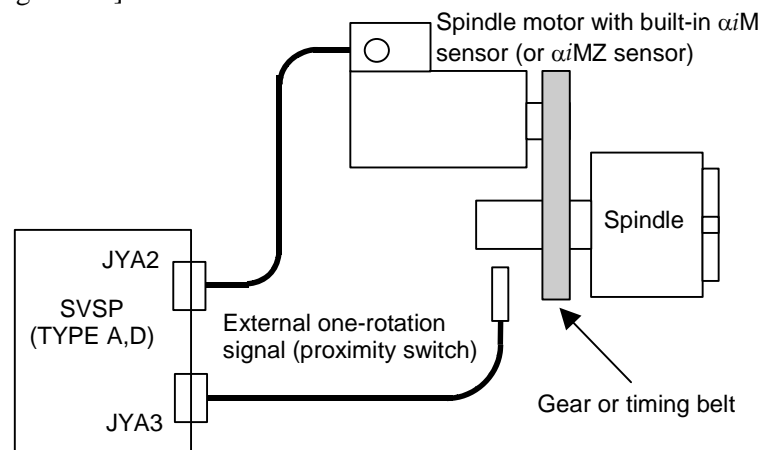 Spindle motor with built-in αiM
sensor (or αiMZ sensor)
Spindle
JYA2
SVSP
(TYPE A,D)
External one-rotation
signal (proximity switch)
JYA3
Gear or timing belt